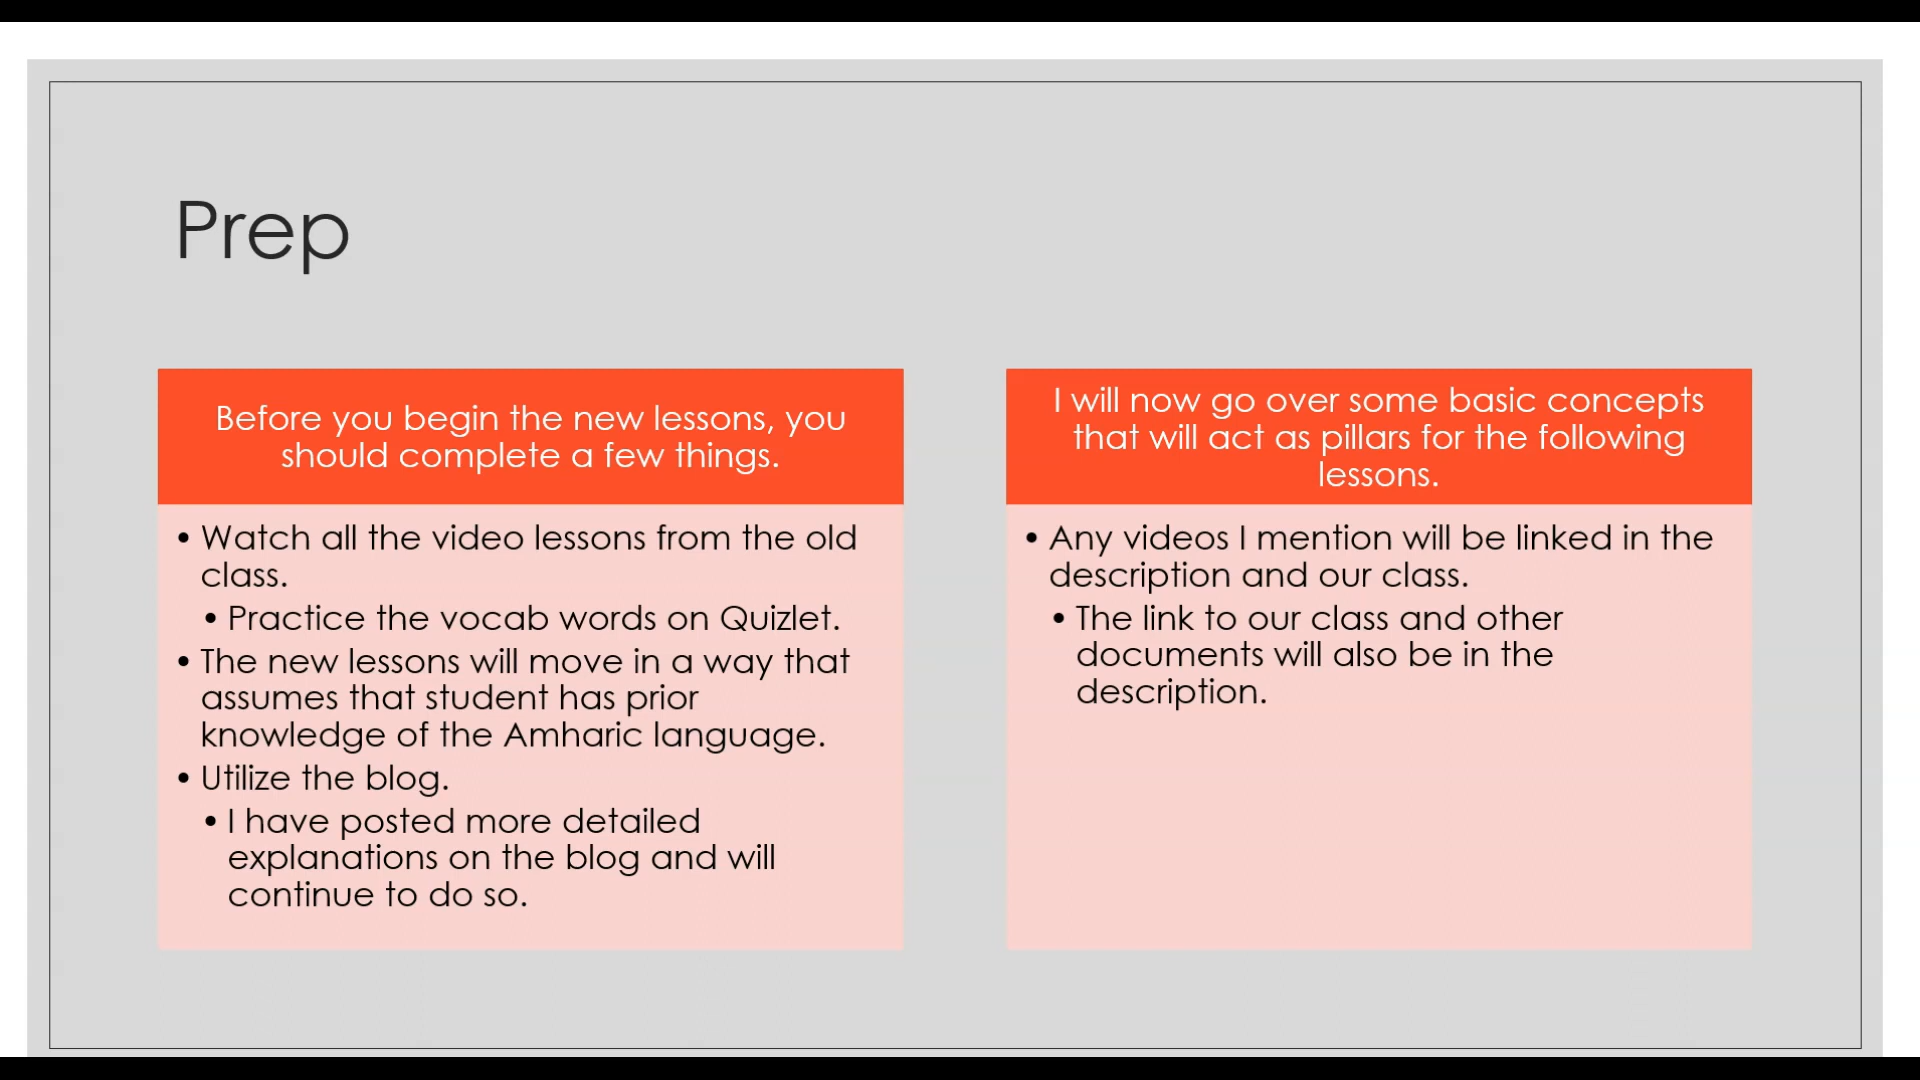 Prep
Before you begin the new lessons, you
should complete a few things.
• Watch all the video lessons from the old
class.
• Practice the vocab words on Quizlet.
• The new lessons will move in a way that
assumes that student has prior
knowledge of the Amharic language.
• Utilize the blog.
• I have posted more detailed
explanations on the blog and will
continue to do so.
I will now go over some basic concepts
that will act as pillars for the following
lessons.
• Any videos I mention will be linked in the
description and our class.
• The link to our class and other
documents will also be in the
description.